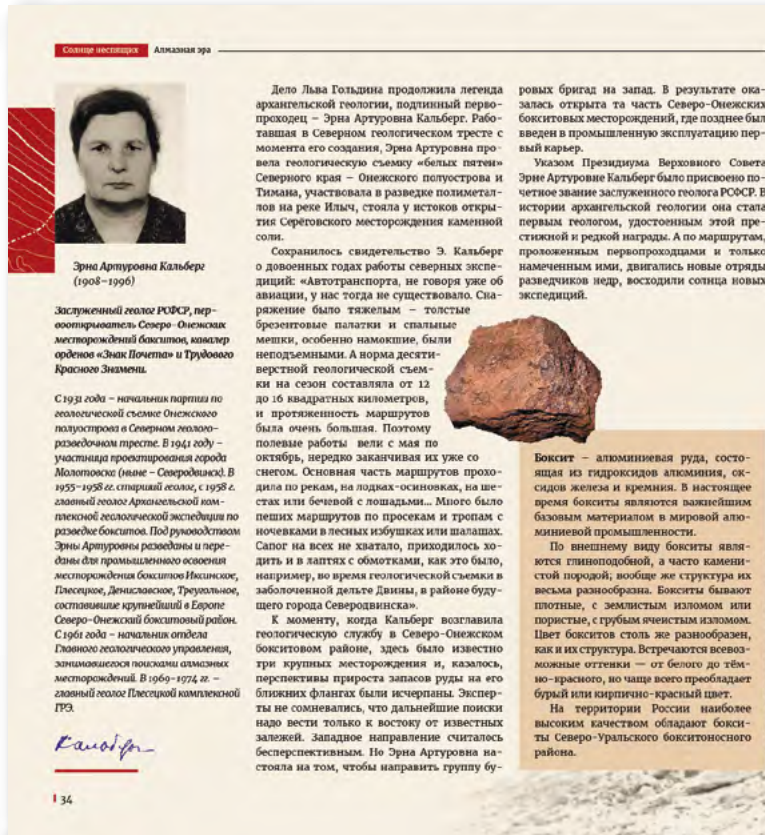 Солнце неспящих Алмазная эра
Эрна Артуровна Кальберг
(1908–1996)
Заслуженный геолог РСФСР, пер-
вооткрыватель Северо-Онежских
месторождений бокситов, кавалер
орденов «Знак Почета» и Трудового
Красного Знамени.
С 1931 года – начальник партии по
геологической съемке Онежского
полуострова в Северном геолого-
разведочном тресте. В 1941 году –
участница проектирования города
Молотовска (ныне – Северодвинск). В
1955–1958 гг. старший геолог, с 1958 г.
главный геолог Архангельской ком-
плексной геологической экспедиции по
разведке бокситов. Под руководством
Эрны Артуровны разведаны и пере-
даны для промышленного освоения
месторождения бокситов Иксинское,
Плесецкое, Дениславское, Треугольное,
составившие крупнейший в Европе
Северо-Онежский бокситовый район.
С 1961 года – начальник отдела
Главного геологического управления,
занимавшегося поисками алмазных
месторождений. В 1969–1974 гг. –
главный геолог Плесецкой комплексной
ГРЭ.
Дело Льва Гольдина продолжила легенда
архангельской геологии, подлинный перво-
проходец – Эрна Артуровна Кальберг. Рабо-
тавшая в Северном геологическом тресте с
момента его создания, Эрна Артуровна про-
вела геологическую съемку «белых пятен»
Северного края – Онежского полуострова и
Тимана, участвовала в разведке полиметал-
лов на реке Илыч, стояла у истоков откры-
тия Серёговского месторождения каменной
соли.
Сохранилось свидетельство Э. Кальберг
о довоенных годах работы северных экспе-
диций: «Автотранспорта, не говоря уже об
авиации, у нас тогда не существовало. Сна-
ряжение было тяжелым – толстые
брезентовые палатки и спальные
мешки, особенно намокшие, были
неподъемными. А норма десяти-
верстной геологической съем-
ки на сезон составляла от 12
до 16 квадратных километров,
и протяженность маршрутов
была очень большая. Поэтому
полевые работы вели с мая по
октябрь, нередко заканчивая их уже со
снегом. Основная часть маршрутов прохо-
дила по рекам, на лодках-осиновках, на ше-
стах или бечевой с лошадьми... Много было
пеших маршрутов по просекам и тропам с
ночевками в лесных избушках или шалашах.
Сапог на всех не хватало, приходилось хо-
дить и в лаптях с обмотками, как это было,
например, во время геологической съемки в
заболоченной дельте Двины, в районе буду-
щего города Северодвинска».
К моменту, когда Кальберг возглавила
геологическую службу в Северо-Онежском
бокситовом районе, здесь было известно
три крупных месторождения и, казалось,
перспективы прироста запасов руды на его
ближних флангах были исчерпаны. Экспер-
ты не сомневались, что дальнейшие поиски
надо вести только к востоку от известных
залежей. Западное направление считалось
бесперспективным. Но Эрна Артуровна на-
стояла на том, чтобы направить группу бу-
ровых бригад на запад. В результате ока-
залась открыта та часть Северо-Онежских
бокситовых месторождений, где позднее был
введен в промышленную эксплуатацию пер-
вый карьер.
Указом Президиума Верховного Совета
Эрне Артуровне Кальберг было присвоено по-
четное звание заслуженного геолога РСФСР. В
истории архангельской геологии она стала
первым геологом, удостоенным этой пре-
стижной и редкой награды. А по маршрутам,
проложенным первопроходцами и только
намеченным ими, двигались новые отряды
разведчиков недр, восходили солнца новых
экспедиций.
Боксит – алюминиевая руда, состо-
ящая из гидроксидов алюминия, ок-
сидов железа и кремния. В настоящее
время бокситы являются важнейшим
базовым материалом в мировой алю-
миниевой промышленности.
По внешнему виду бокситы явля-
ются глиноподобной, а часто камени-
стой породой; вообще же структура их
весьма разнообразна. Бокситы бывают
плотные, с землистым изломом или
пористые, с грубым ячеистым изломом.
Цвет бокситов столь же разнообразен,
как и их структура. Встречаются всевоз-
можные оттенки — от белого до тём-
но-красного, но чаще всего преобладает
бурый или кирпично-красный цвет.
На территории России наиболее
высоким качеством обладают бокси-
ты Северо-Уральского бокситоносного
района.
34